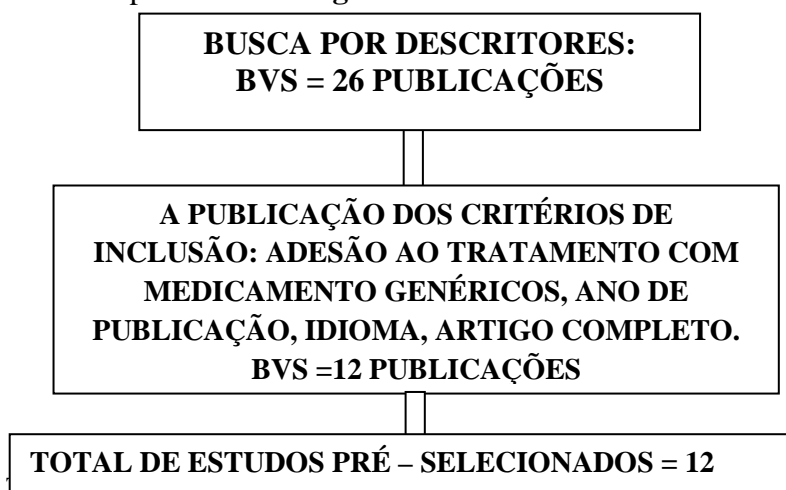 BUSCA POR DESCRITORES:
BVS = 26 PUBLICAÇÕES
A PUBLICAÇÃO DOS CRITÉRIOS DE
INCLUSÃO: ADESÃO AO TRATAMENTO COM
MEDICAMENTO GENÉRICOS, ANO DE
PUBLICAÇÃO, IDIOMA, ARTIGO COMPLETO.
BVS =12 PUBLICAÇÕES
TOTAL DE ESTUDOS PRÉ – SELECIONADOS = 12